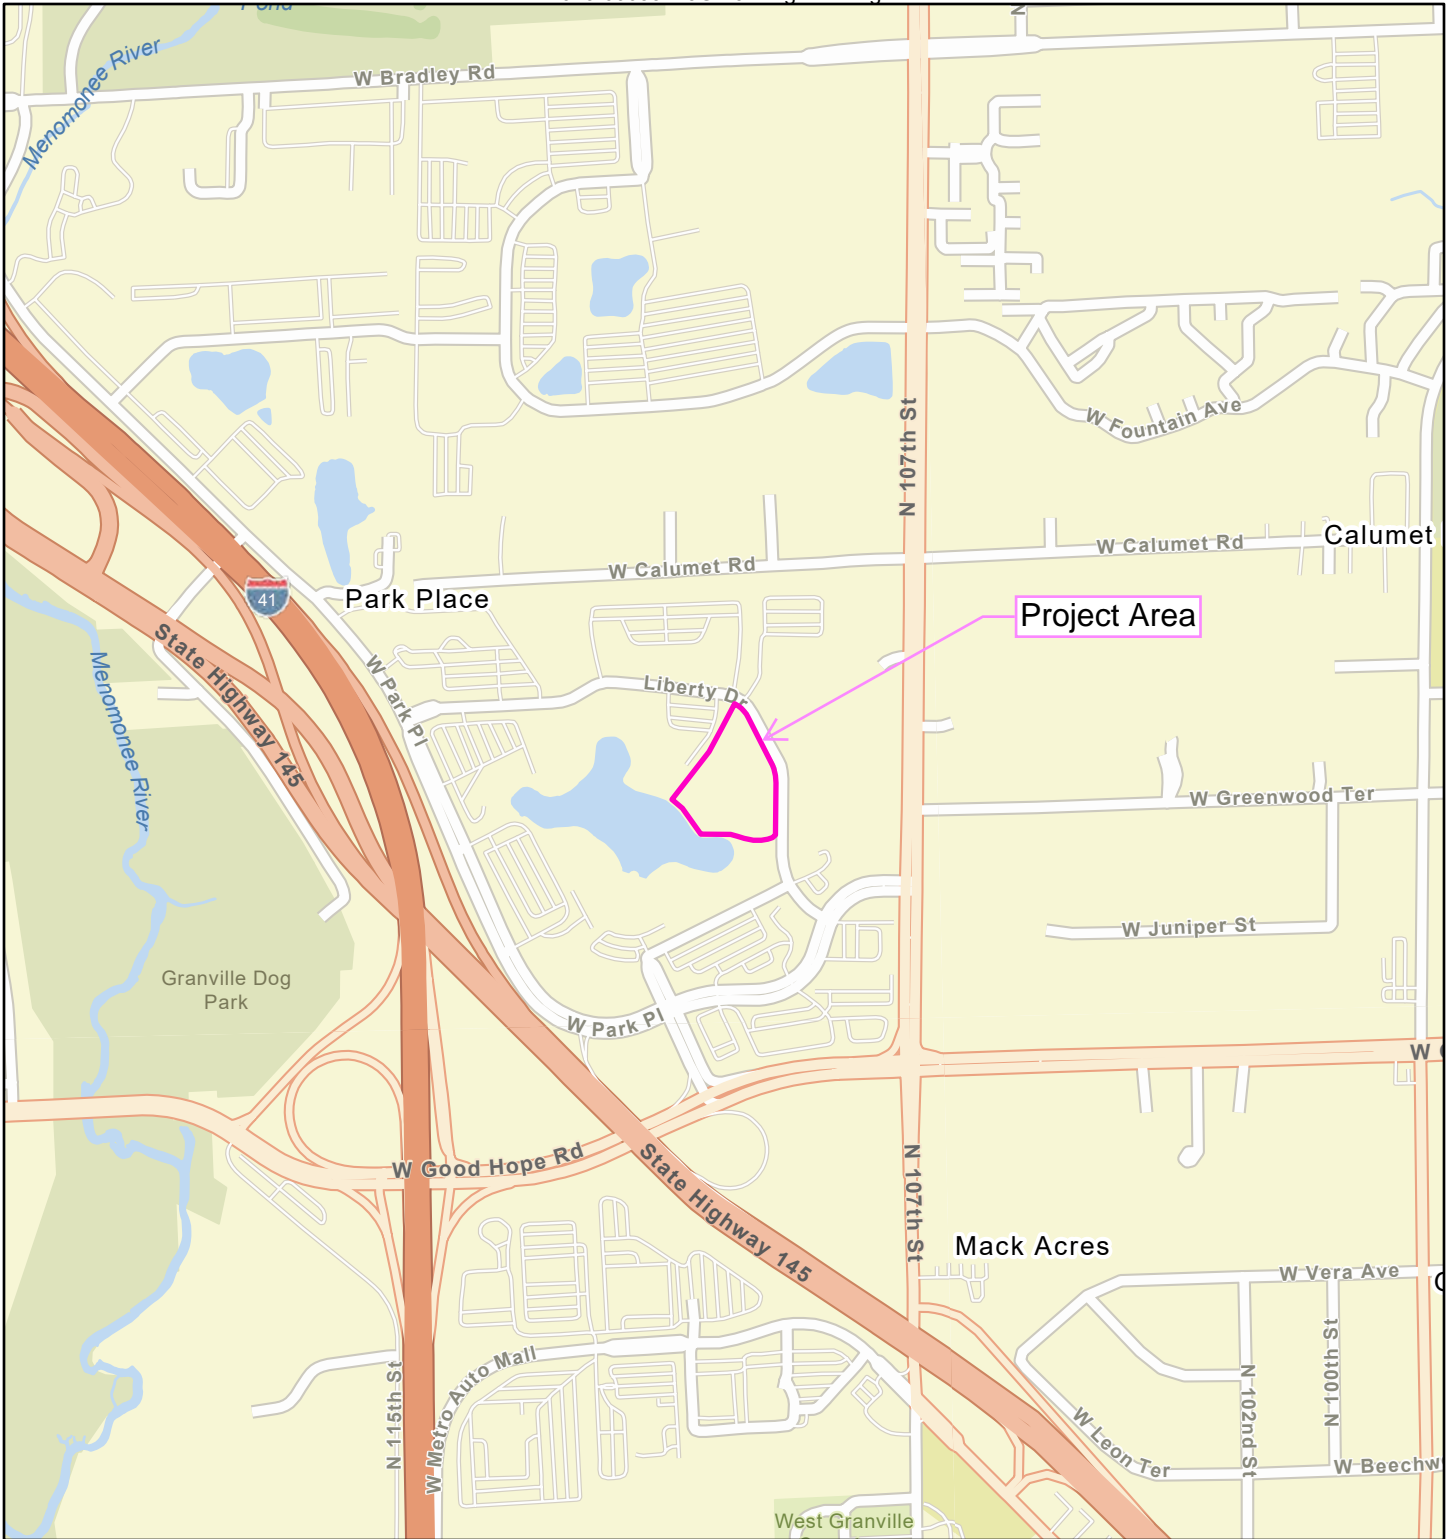 Pond
N
Menomonee River
W Bradley Rd
N 107th St
W Fountain Ave
Calumet
W Calumet Rd
W Calumet Rd
41
Park Place
Project Area
State Highway 145
W Park Pl
Liberty Dr
Menomonee River
W Greenwood Ter
W Juniper St
Granville Dog
Park
W Park Pl
W
W Good Hope Rd
State Highway 145
N 107th St
Mack Acres
W Vera Ave
N 115th St
W Metro Auto Mall
N 102nd St
N 100th St
W Leon Ter
W Beechw
West Granville